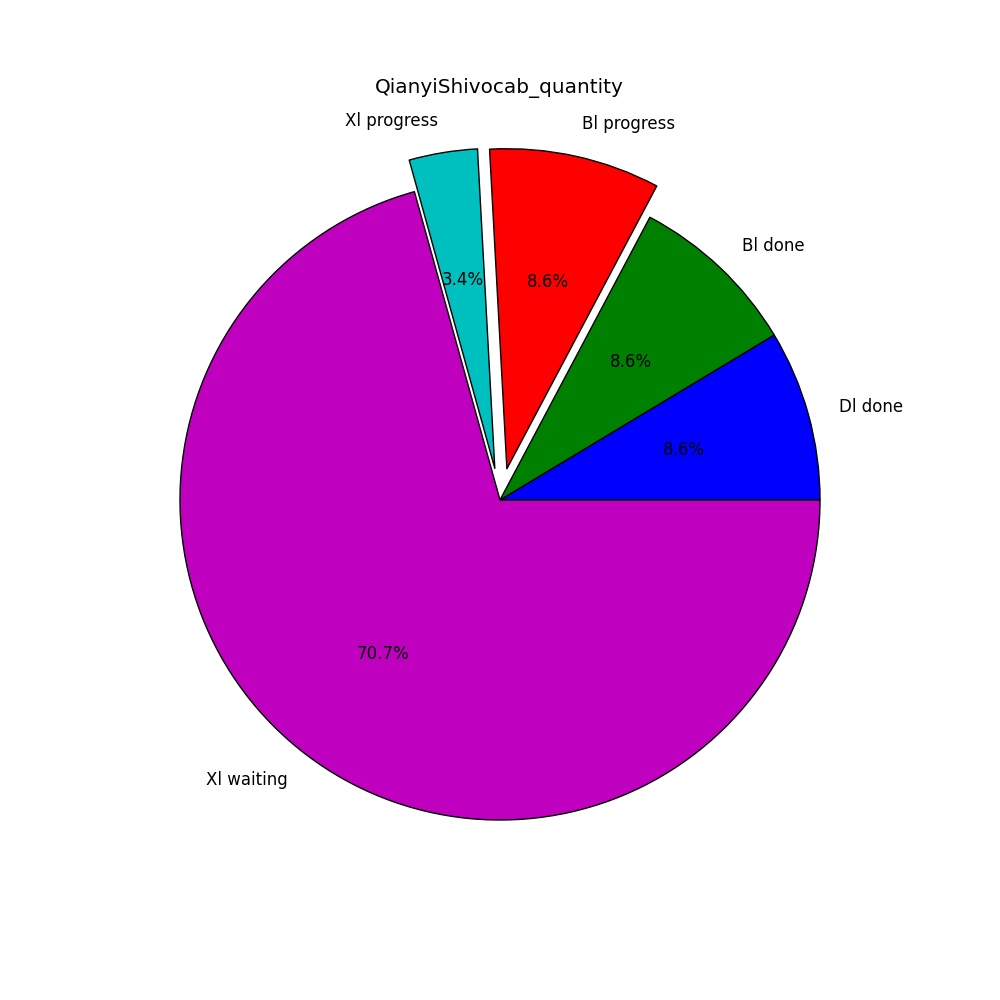 QianyiShivocab_quantity
Xl progress
Bl progress
Bl done
Dl done
Xl waiting
3.4%
8.6%
8.6%
8.6%
70.7%